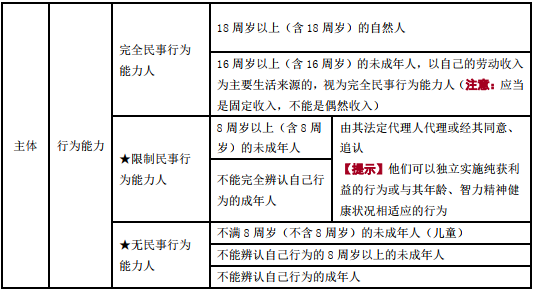 主体
行为能力
完全民事行为
能力人
18 周岁以上（含 18 周岁）的自然人
16 周岁以上（含 16 周岁）的未成年人，以自己的劳动收入
为主要生活来源的，视为完全民事行为能力人（注意：应当
是固定收入，不能是偶然收入）
★限制民事行
为能力人
8 周岁以上（含 8 周
岁）的未成年人
不能完全辨认自己行
为的成年人
由其法定代理人代理或经其同意、
追认
【提示】他们可以独立实施纯获利
益的行为或与其年龄、智力精神健
康状况相适应的行为
★无民事行为
能力人
不满 8 周岁（不含 8 周岁）的未成年人（儿童）
不能辨认自己行为的 8 周岁以上的未成年人
不能辨认自己行为的成年人